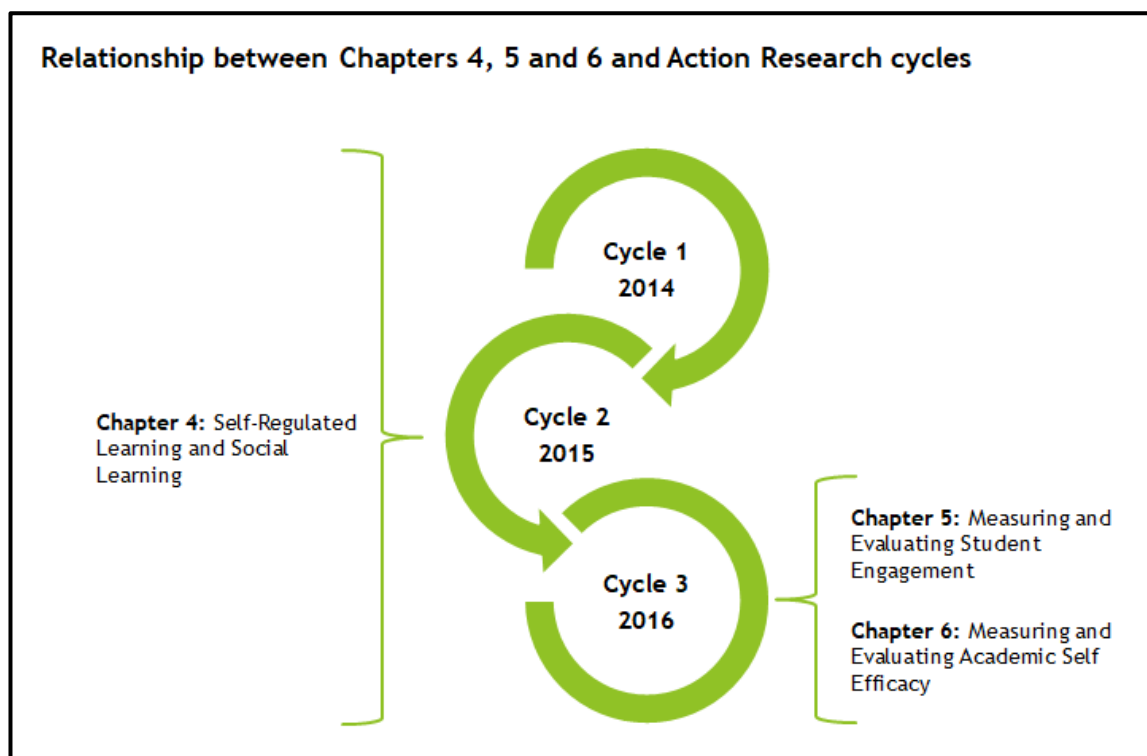 Relationship between Chapters 4, 5 and 6 and Action Research cycles
Cycle 1
2014
Cycle 2
2015
Chapter 4: Self-Regulated
Learning and Social
Learning
Cycle 3
2016
Chapter 5: Measuring and
Evaluating Student
Engagement
Chapter 6: Measuring and
Evaluating Academic Self
Efficacy